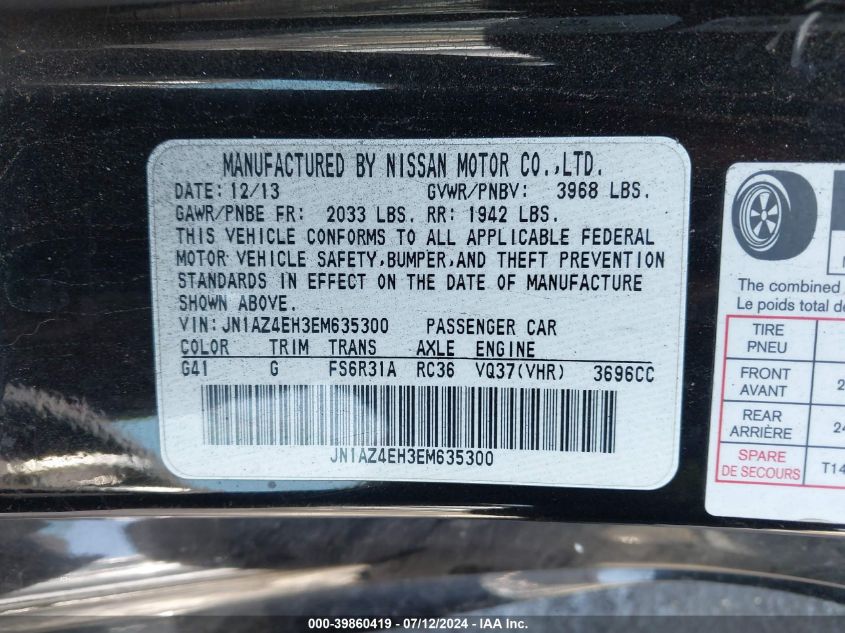 MANUFACTURED BY NISSAN MOTOR CO.,LTD.
DATE: 12/13 GVWR/PNBV: 3968 LBS.
GAWR/PNBE FR: 2033 LBS. RR: 1942 LBS.
THIS VEHICLE CONFORMS TO ALL APPLICABLE FEDERAL
MOTOR VEHICLE SAFETY,BUMPER,AND THEFT PREVENTION
STANDARDS IN EFFECT ON THE DATE OF MANUFACTURE
SHOWN ABOVE.
VIN:JN1AZ4EH3EM635300 PASSENGER CAR
COLOR TRIM TRANS AXLE ENGINE
G41 G FS6R31A RC36 VQ37(VHR) 3696CC
JN1AZ4EH3EM635300
The combined
Le poids total
TIRE
PNEU
FRONT
AVANT
REAR
ARRIÈRE
SPARE
DE SECOURS
000-39860419 - 07/12/2024 - IAAI.COM